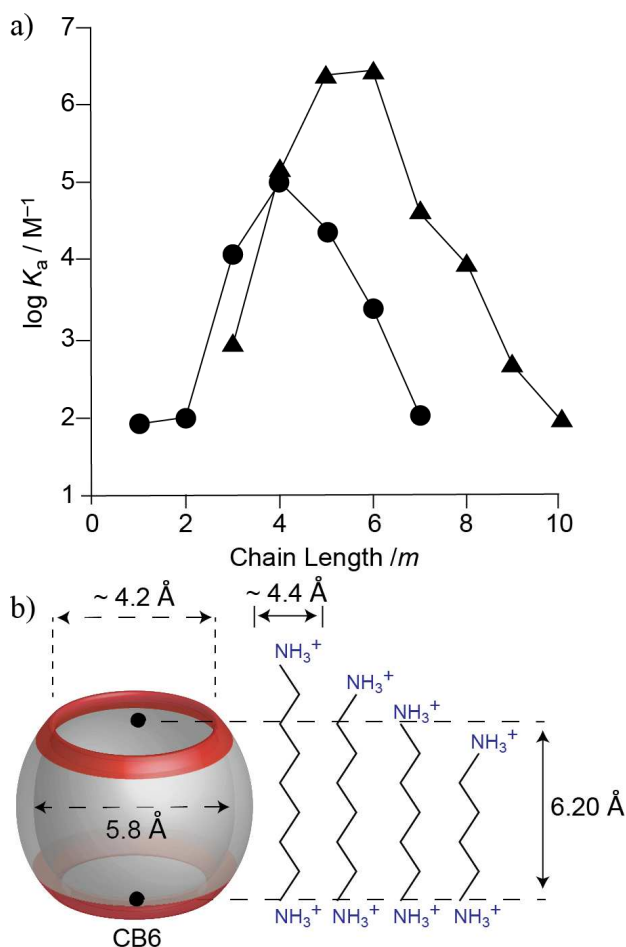 a)
7
6
5
4
3
2
1
log Kₐ / M⁻¹
0 2 4 6 8 10
Chain Length /m
b)
~ 4.2 Å
~ 4.4 Å
NH₃⁺
NH₃⁺
NH₃⁺
NH₃⁺
5.8 Å
6.20 Å
NH₃⁺ NH₃⁺ NH₃⁺ NH₃⁺
CB6